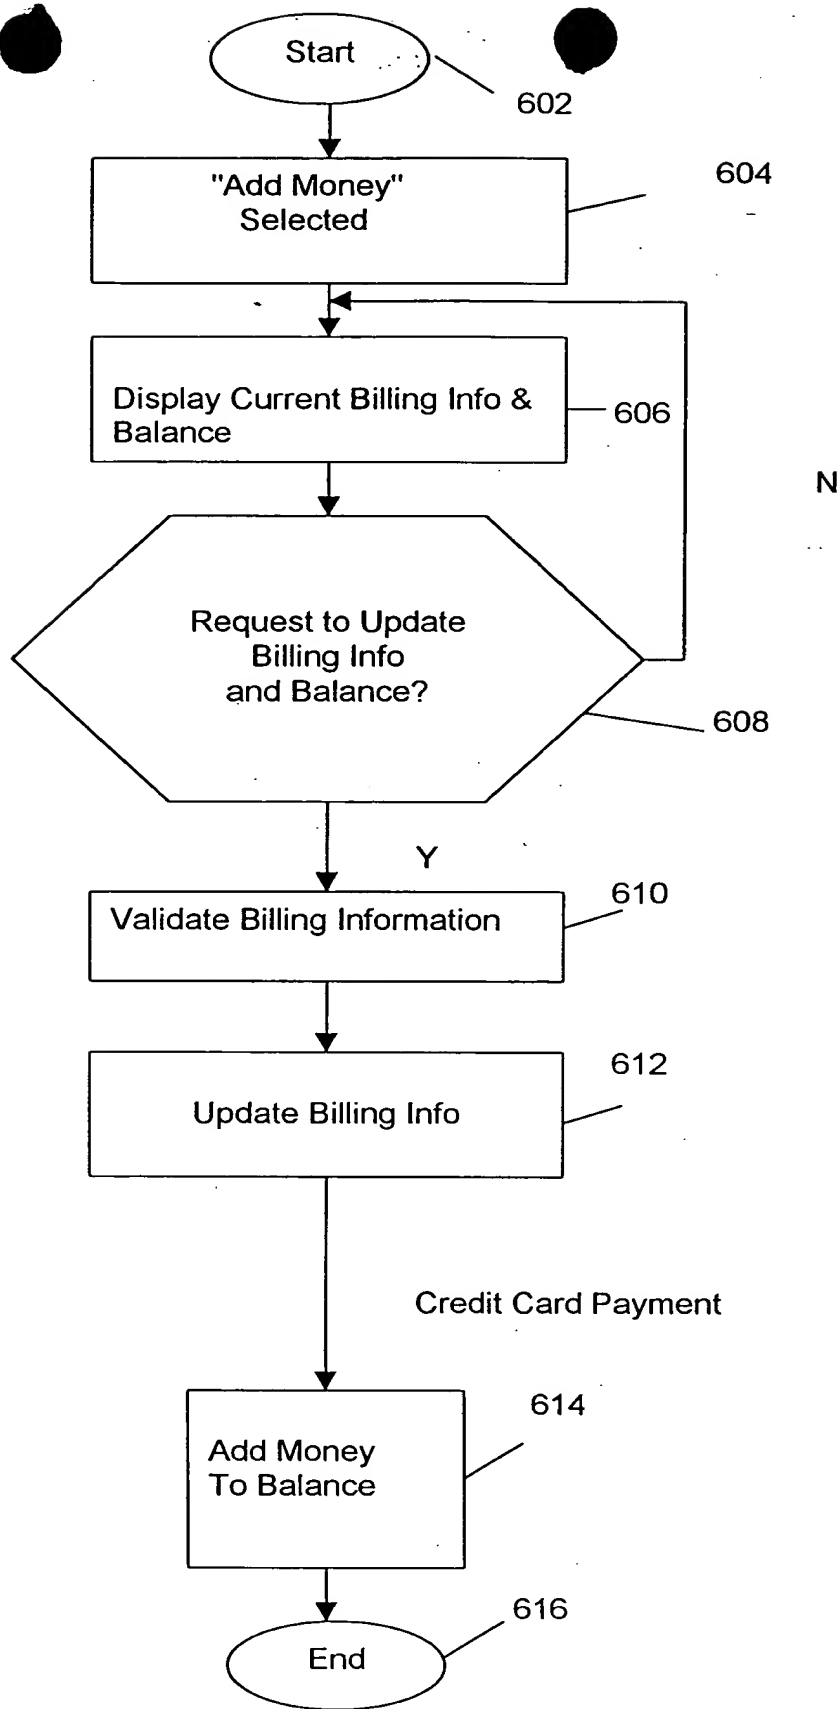 Start
602
"Add Money"
Selected
604
Display Current Billing Info &
Balance
606
N
Request to Update
Billing Info
and Balance?
608
Y
Validate Billing Information
610
Update Billing Info
612
Credit Card Payment
Add Money
To Balance
614
End
616